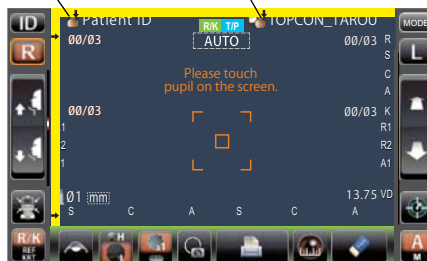 ID Patient ID R/K T/P TOPCON_TAROU MODE
00/03 AUTO 00/03 R
R S L
Please touch C
pupil on the screen. A
00/03 00/03 K
1 R1
2 R2
1 A1
01 mm 13.75 VD
S C A S C A
R/K
REF
KRT
H
A
M